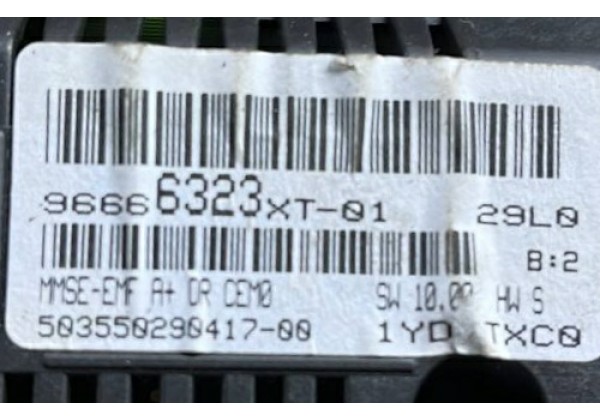 96666323XT-01 29L0
B:2
MMSE-EMF A+ DR CEM0 SW 10.00 HW S
503550290417-00 1YD TXC0